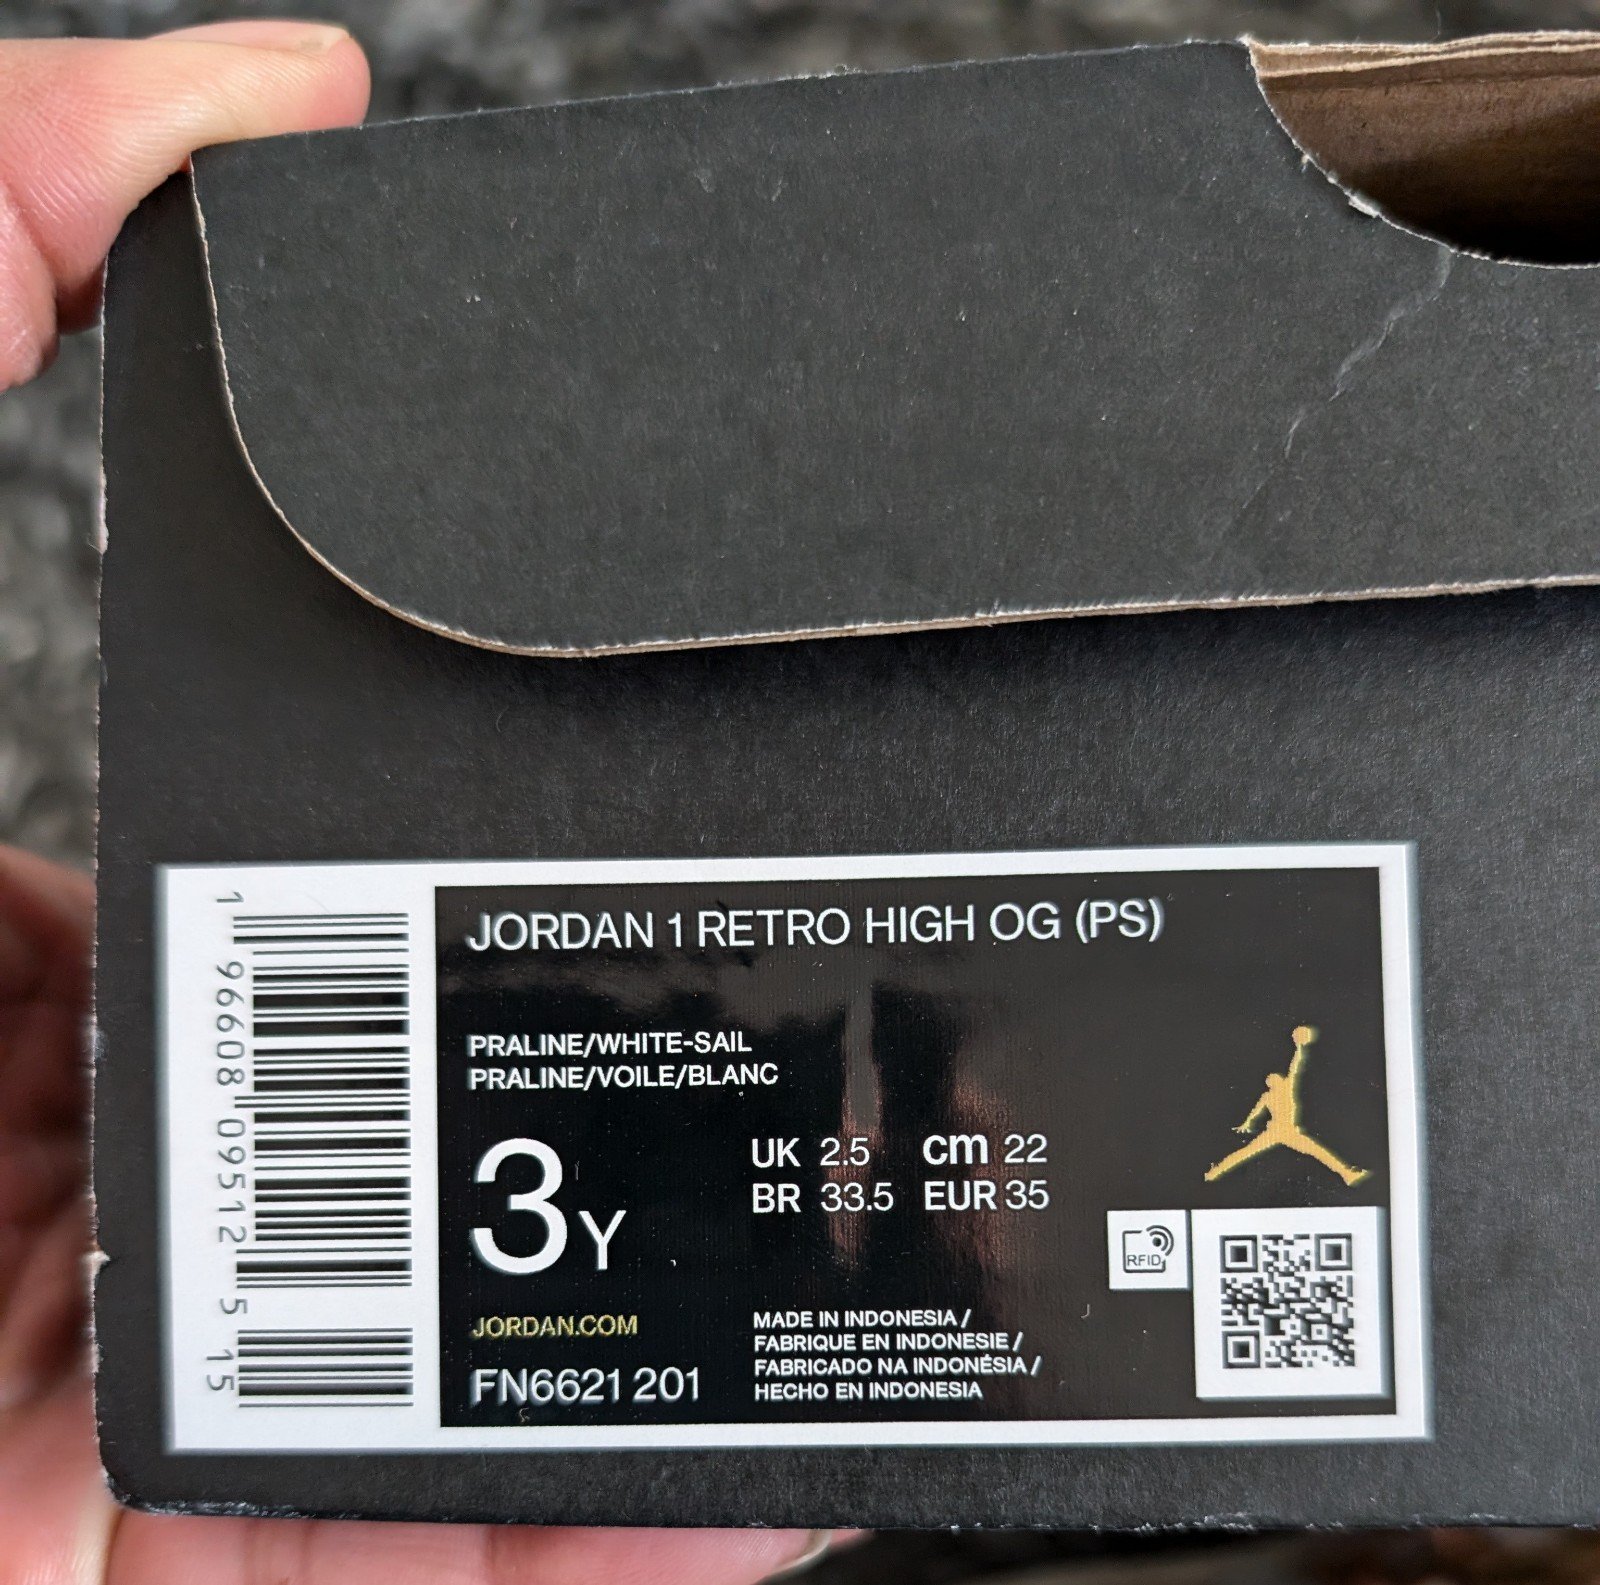 JORDAN 1 RETRO HIGH OG (PS)
PRALINE/WHITE-SAIL
PRALINE/VOILE/BLANC
3Y
UK 2.5 cm 22
BR 33.5 EUR 35
RFID
JORDAN.COM
FN6621 201
MADE IN INDONESIA /
FABRIQUE EN INDONESIE /
FABRICADO NA INDONÉSIA /
HECHO EN INDONESIA
1 96608 09512 5 15